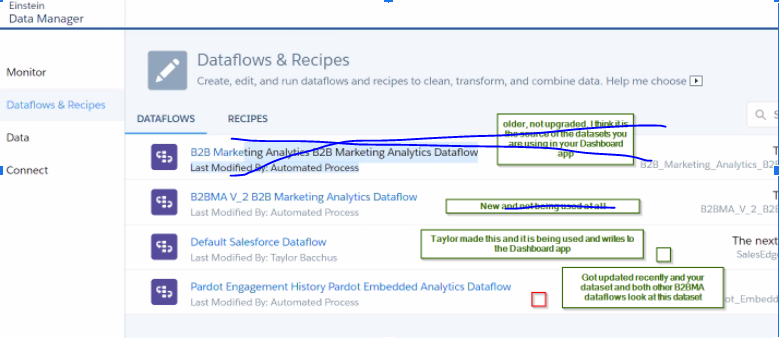 Einstein
Data Manager
Monitor
Dataflows & Recipes
Data
Connect
Dataflows & Recipes
Create, edit, and run dataflows and recipes to clean, transform, and combine data. Help me choose
DATAFLOWS RECIPES
S
older, not upgraded, I think it
is the source of the datasets you
are using in your Dashboard
app
B2B Marketing Analytics B2B Marketing Analytics Dataflow
Last Modified By: Automated Process
T
B2B_Marketing_Analytics_B2
B2BMA V_2 B2B Marketing Analytics Dataflow
Last Modified By: Automated Process
New and not being used at all
T
B2BMA_V_2_B2B
Default Salesforce Dataflow
Last Modified By: Taylor Bacchus
Taylor made this and it is being used and writes to
the Dashboard app
The next
SalesEdge
Pardot Engagement History Pardot Embedded Analytics Dataflow
Last Modified By: Automated Process
Got updated recently and your
dataset and both other B2BMA
dataflows look at this dataset
ot_Embedd